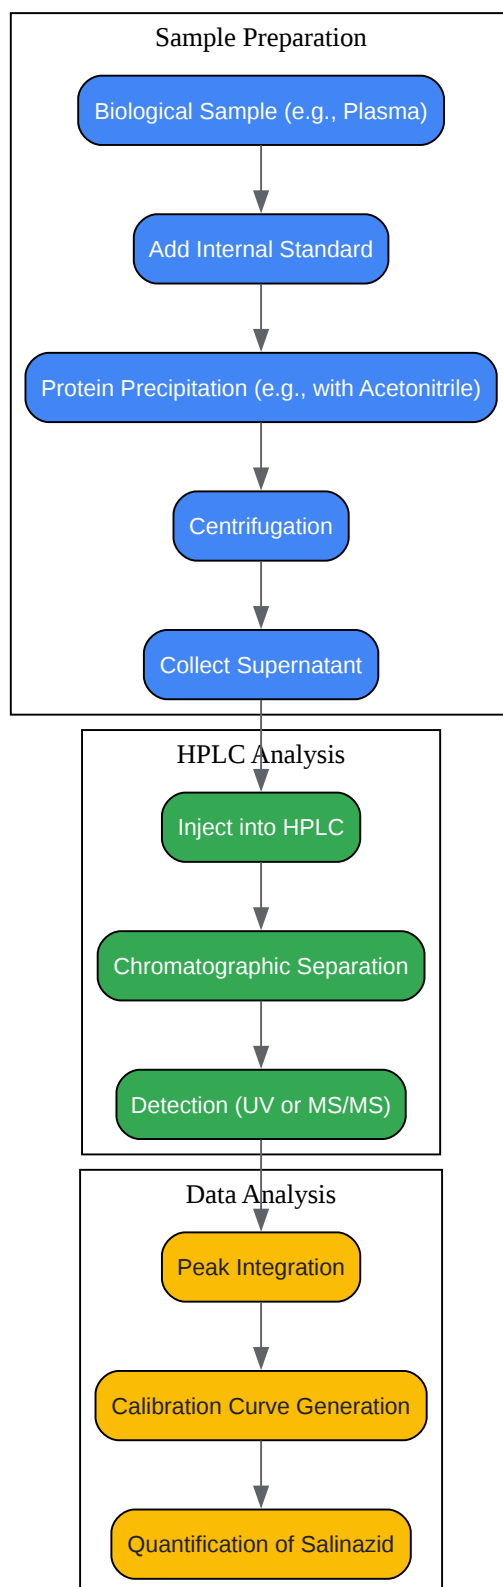 Sample Preparation
Biological Sample (e.g., Plasma)
Add Internal Standard
Protein Precipitation (e.g., with Acetonitrile)
Centrifugation
Collect Supernatant
HPLC Analysis
Inject into HPLC
Chromatographic Separation
Detection (UV or MS/MS)
Data Analysis
Peak Integration
Calibration Curve Generation
Quantification of Salinazid